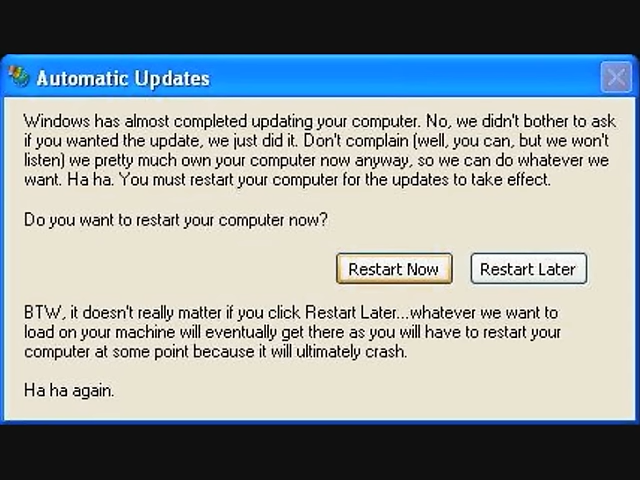 Automatic Updates
Windows has almost completed updating your computer. No, we didn't bother to ask
if you wanted the update, we just did it. Don't complain (well, you can, but we won't
listen) we pretty much own your computer now anyway, so we can do whatever we
want. Ha ha. You must restart your computer for the updates to take effect.
Do you want to restart your computer now?
Restart Now
Restart Later
BTW, it doesn't really matter if you click Restart Later...whatever we want to
load on your machine will eventually get there as you will have to restart your
computer at some point because it will ultimately crash.
Ha ha again.